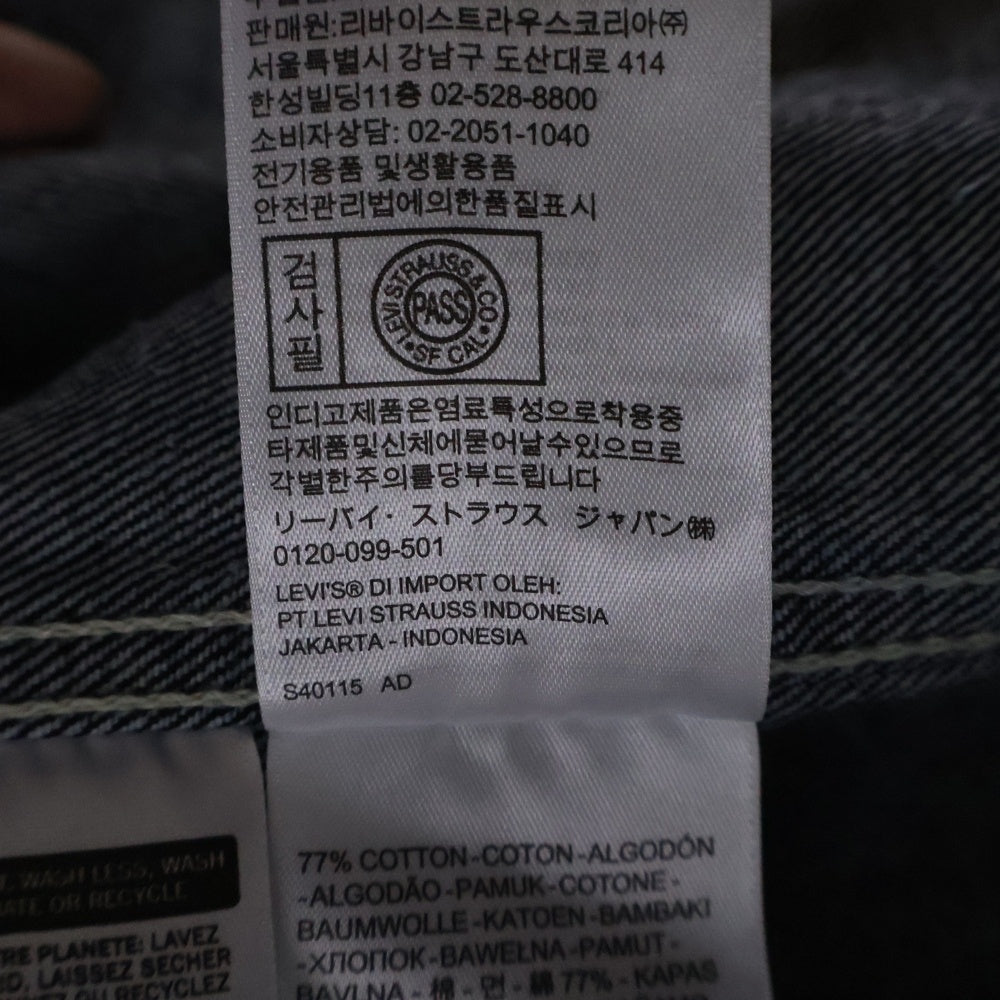 판매원:리바이스트라우스코리아㈜
서울특별시 강남구 도산대로 414
한성빌딩11층 02-528-8800
소비자상담: 02-2051-1040
전기용품 및생활용품
안전관리법에의한품질표시
검사필
LEVI STRAUSS & CO
PASS
SF CAL
인디고제품은염료특성으로착용중
타제품및신체에묻어날수있으므로
각별한주의를당부드립니다
リーバイ・ストラウス ジャパン㈱
0120-099-501
LEVI'S® DI IMPORT OLEH:
PT LEVI STRAUSS INDONESIA
JAKARTA - INDONESIA
S40115 AD
WASH LESS, WASH
OR RECYCLE
PLANETE: LAVEZ
LAISSEZ SECHER
OU RECYCLEZ
77% COTTON-COTON-ALGODÓN
-ALGODÃO-PAMUK-COTONE-
BAUMWOLLE-KATOEN-BAMBAKI
-ХЛОПОК-BAWEŁNA-PAMUT-
BAVLNA - 棉 - 면 - 綿 77% - KAPAS